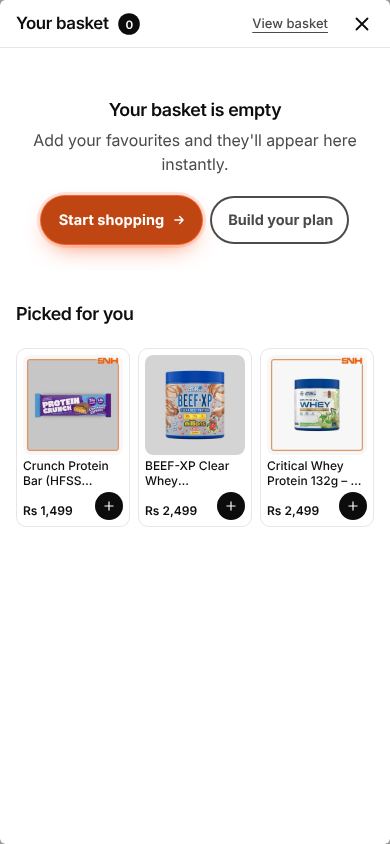 Your basket 0 View basket
Your basket is empty
Add your favourites and they'll appear here
instantly.
Start shopping →
Build your plan
Picked for you
SNH
PROTEIN
CRUNCH
Crunch Protein
Bar (HFSS...
Rs 1,499
BEEF-XP
BEEF-XP Clear
Whey...
Rs 2,499
SNH
CRITICAL
WHEY
Critical Whey
Protein 132g – ...
Rs 2,499